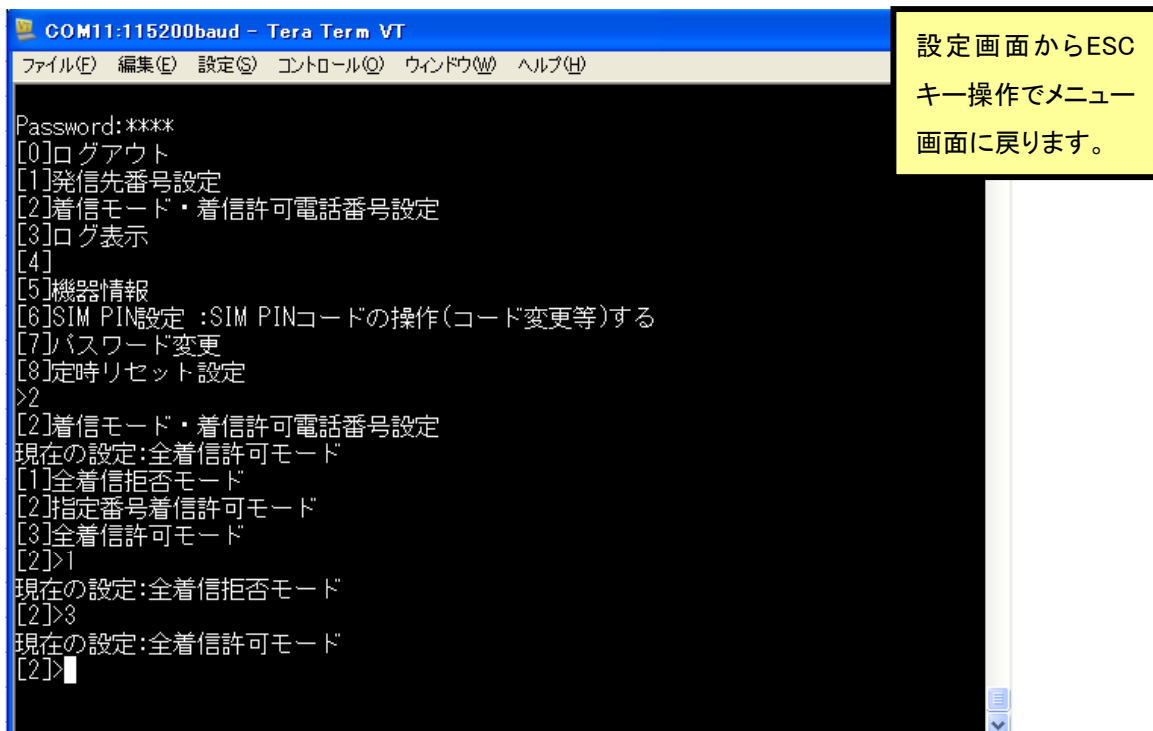 COM11:115200baud - Tera Term VT
ファイル(F) 編集(E) 設定(S) コントロール(O) ウィンドウ(W) ヘルプ(H)
設定画面からESC
キー操作でメニュー
画面に戻ります。
Password:****
[0]ログアウト
[1]発信先番号設定
[2]着信モード・着信許可電話番号設定
[3]ログ表示
[4]
[5]機器情報
[6]SIM PIN設定 :SIM PINコードの操作(コード変更等)する
[7]パスワード変更
[8]定時リセット設定
>2
[2]着信モード・着信許可電話番号設定
現在の設定:全着信許可モード
[1]全着信拒否モード
[2]指定番号着信許可モード
[3]全着信許可モード
[2]>1
現在の設定:全着信拒否モード
[2]>3
現在の設定:全着信許可モード
[2]>